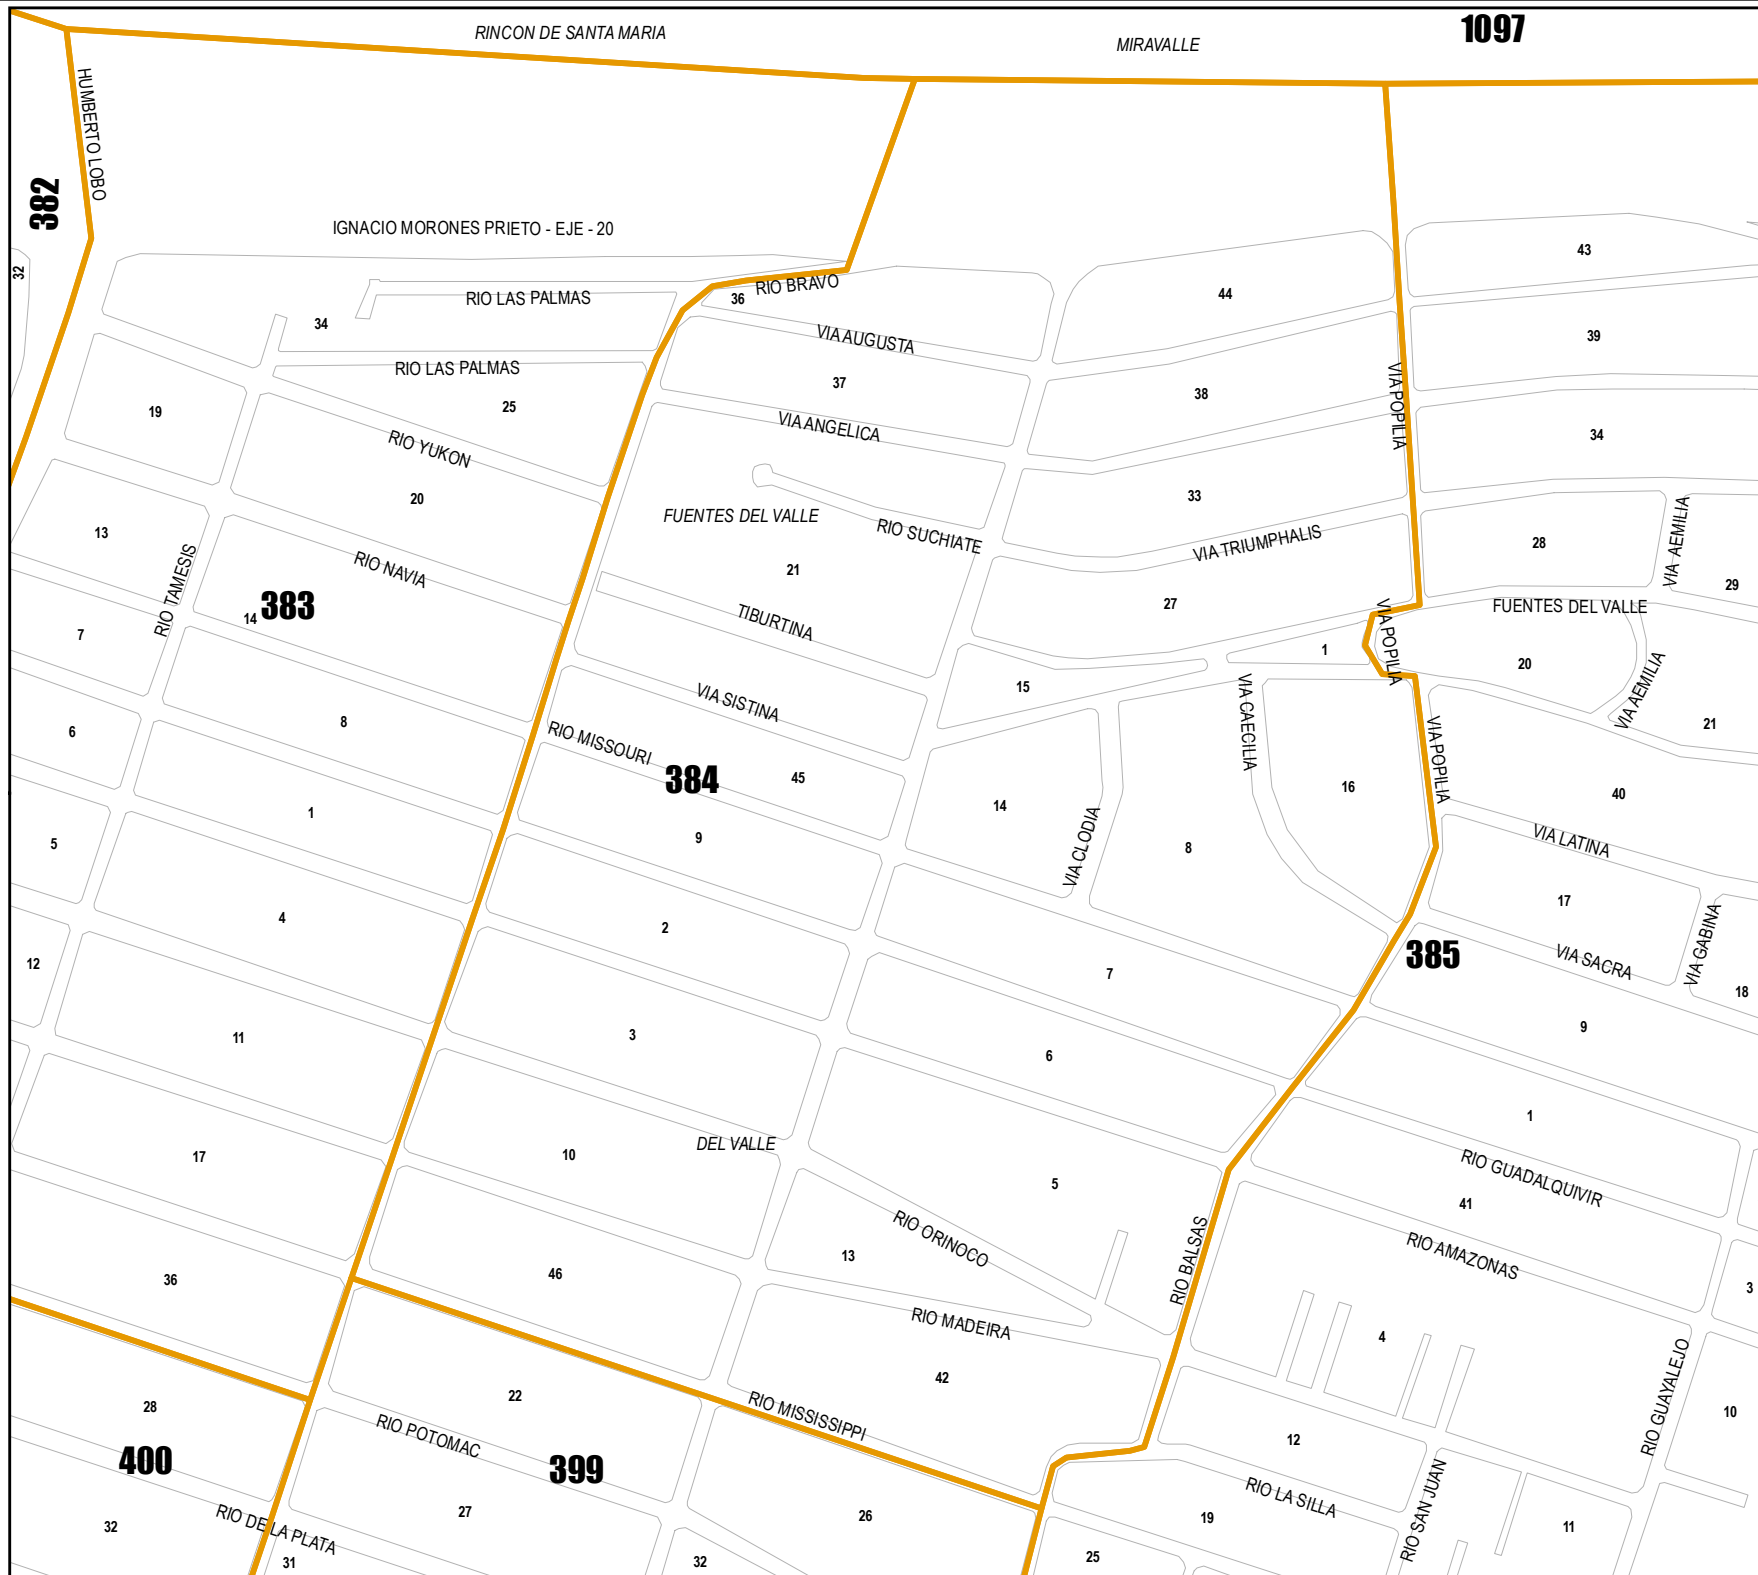 1097
RINCON DE SANTA MARIA
MIRAVALLE
HUMBERTO LOBO
382
IGNACIO MORONES PRIETO - EJE - 20
32
43
RIO BRAVO
36
44
RIO LAS PALMAS
34
VIA AUGUSTA
39
RIO LAS PALMAS
37
38
VIA POPILIA
19
25
VIA ANGELICA
34
RIO YUKON
20
33
FUENTES DEL VALLE
RIO SUCHIATE
VIA TRIUMPHALIS
28
VIA AEMILIA
13
RIO NAVIA
21
29
RIO TAMESIS
383
14
27
FUENTES DEL VALLE
7
TIBURTINA
VIA POPILIA
1
20
15
VIA AEMILIA
6
8
VIA SISTINA
VIA CAECILIA
21
RIO MISSOURI
384
45
VIA POPILIA
16
40
14
1
5
9
VIA CLODIA
8
VIA LATINA
4
2
17
VIA GABINA
12
7
385
VIA SACRA
18
11
3
6
9
17
10
DEL VALLE
5
1
RIO GUADALQUIVIR
41
36
46
13
RIO ORINOCO
RIO BALSAS
RIO AMAZONAS
3
RIO MADEIRA
4
RIO GUAYALEJO
28
22
42
RIO MISSISSIPPI
10
400
RIO POTOMAC
399
12
RIO SAN JUAN
32
RIO DE LA PLATA
27
26
RIO LA SILLA
19
11
31
32
25